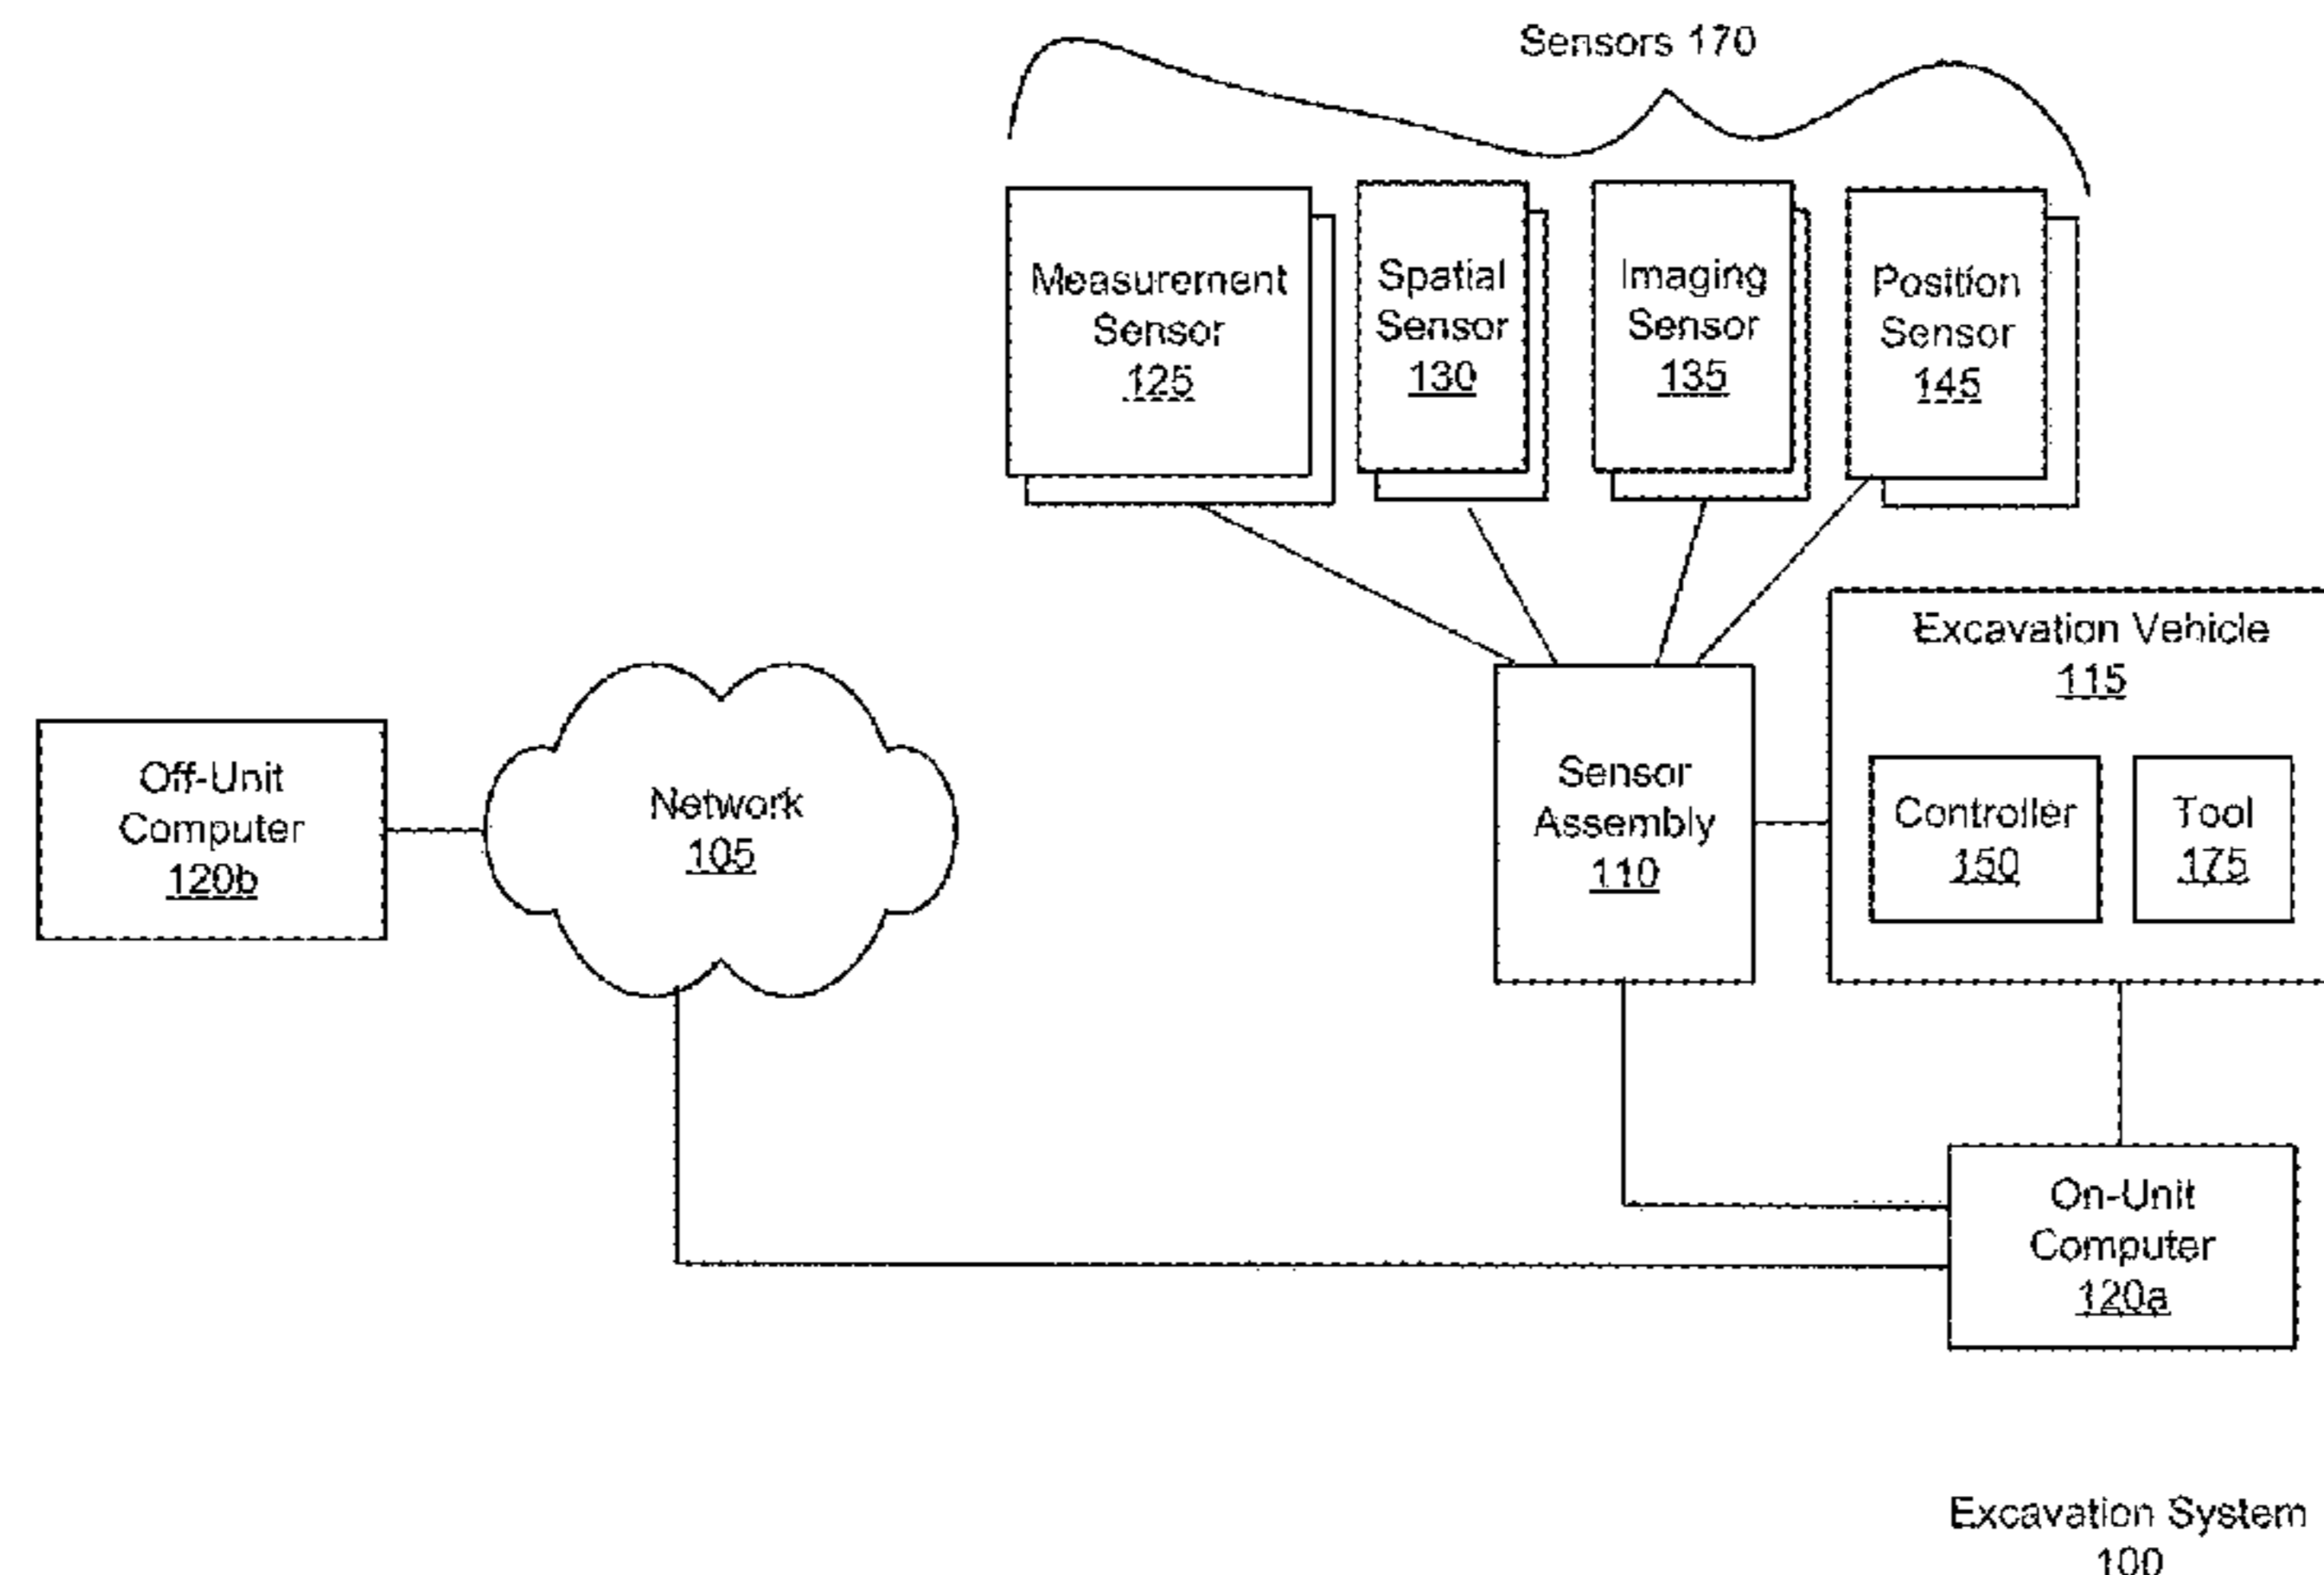 Sensors 170
Measurement
Sensor
125
Spatial
Sensor
130
Imaging
Sensor
135
Position
Sensor
145
Excavation Vehicle
115
Controller
150
Tool
175
Sensor
Assembly
110
Off-Unit
Computer
120b
Network
105
On-Unit
Computer
120a
Excavation System
100